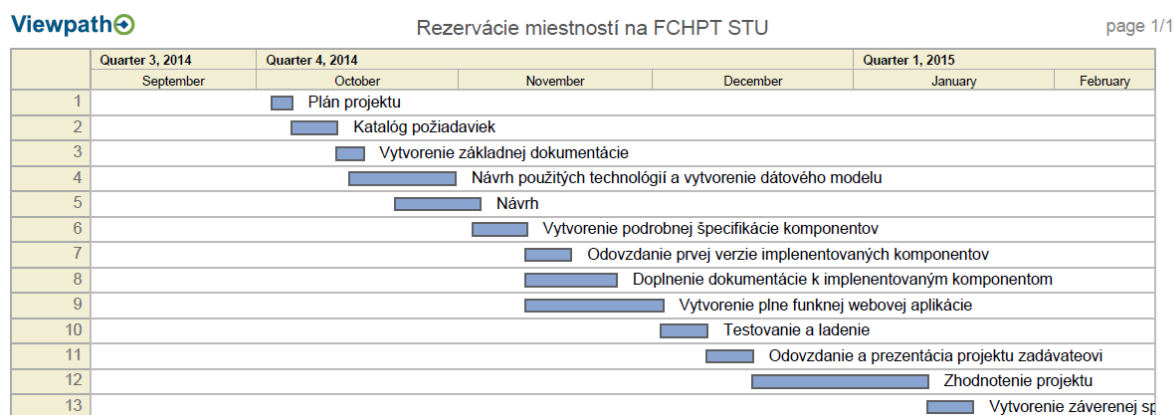 Viewpath
Rezervácie miestností na FCHPT STU
page 1/1
Quarter 3, 2014 Quarter 4, 2014 Quarter 1, 2015
September October November December January February
1 Plán projektu
2 Katalóg požiadaviek
3 Vytvorenie základnej dokumentácie
4 Návrh použitých technológií a vytvorenie dátového modelu
5 Návrh
6 Vytvorenie podrobnej špecifikácie komponentov
7 Odovzdanie prvej verzie implenentovaných komponentov
8 Doplnenie dokumentácie k implenentovaným komponentom
9 Vytvorenie plne funknej webovej aplikácie
10 Testovanie a ladenie
11 Odovzdanie a prezentácia projektu zadávateovi
12 Zhodnotenie projektu
13 Vytvorenie záverenej sp